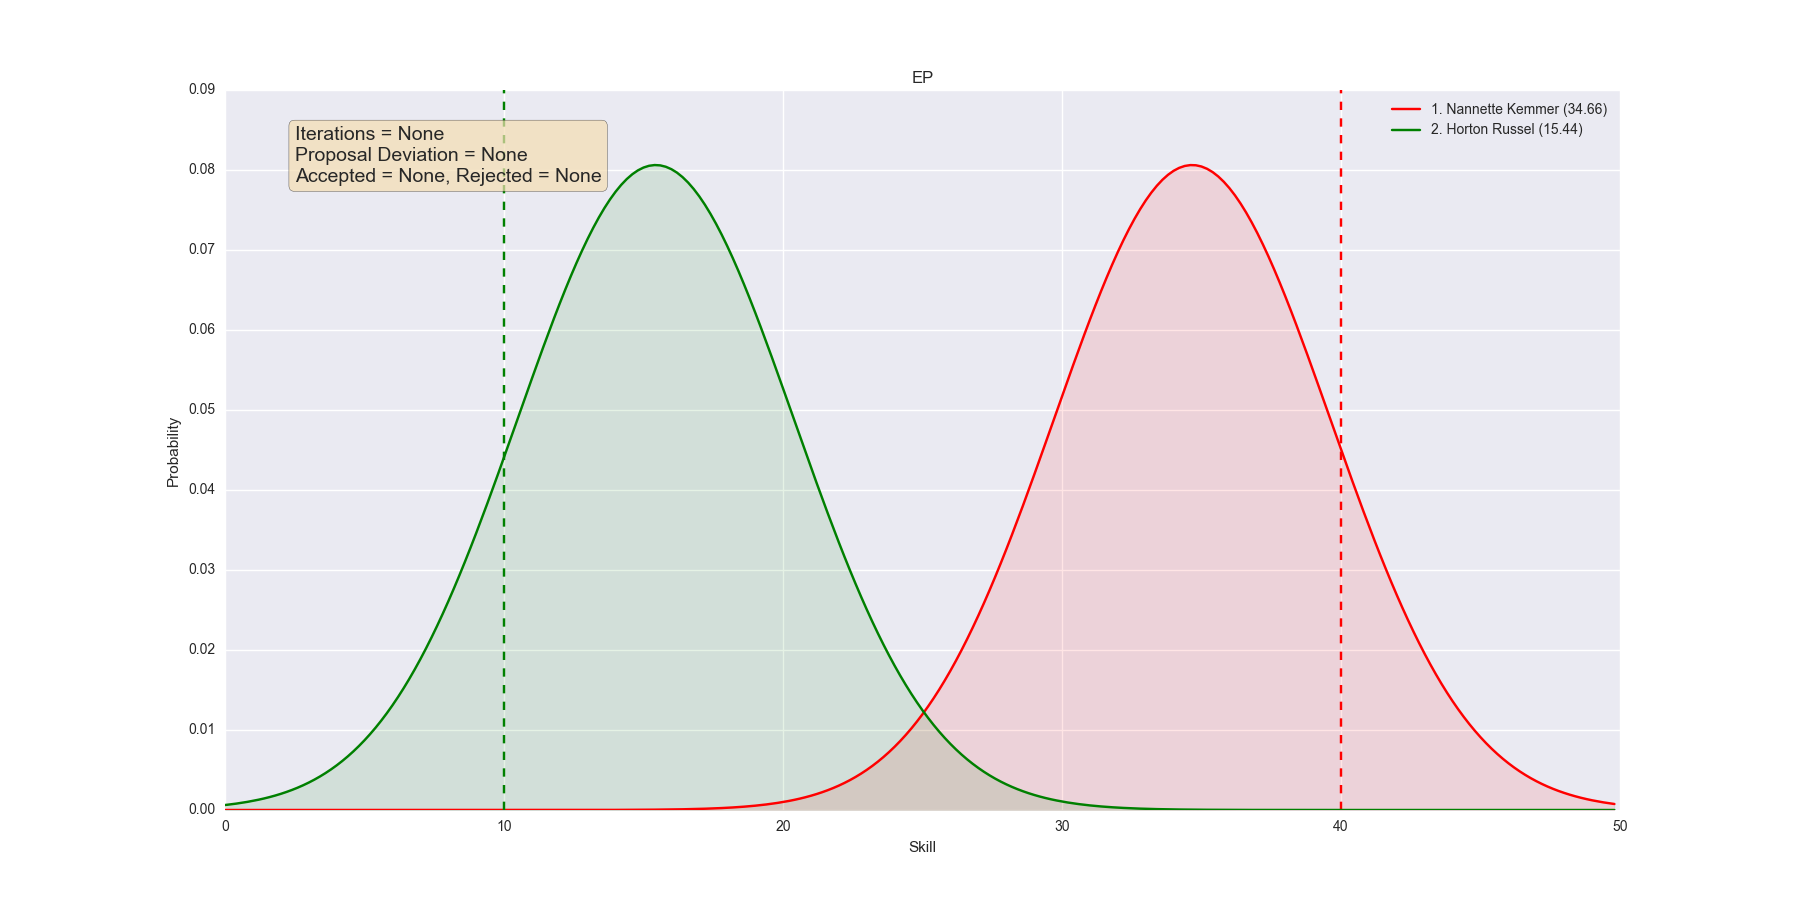 EP
0.09
0.08
0.07
0.06
0.05
0.04
0.03
0.02
0.01
0.00
Probability
Iterations = None
Proposal Deviation = None
Accepted = None, Rejected = None
1. Nannette Kemmer (34.66)
2. Horton Russel (15.44)
0 10 20 30 40 50
Skill